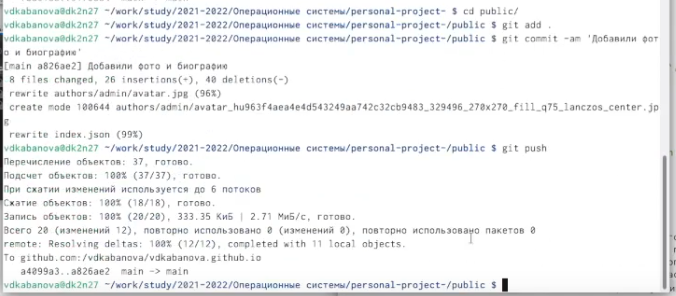 vdkabanova@dk2n27 ~/work/study/2021-2022/Операционные системы/personal-project- $ cd public/
vdkabanova@dk2n27 ~/work/study/2021-2022/Операционные системы/personal-project-/public $ git add .
vdkabanova@dk2n27 ~/work/study/2021-2022/Операционные системы/personal-project-/public $ git commit -am 'Добавили фот
о и биографию'
[main a826ae2] Добавили фото и биографию
 8 files changed, 26 insertions(+), 40 deletions(-)
 rewrite authors/admin/avatar.jpg (96%)
 create mode 100644 authors/admin/avatar_hu963f4aea4e4d543249aa742c32cb9483_329496_270x270_fill_q75_lanczos_center.jp
g
 rewrite index.json (99%)
vdkabanova@dk2n27 ~/work/study/2021-2022/Операционные системы/personal-project-/public $ git push
Перечисление объектов: 37, готово.
Подсчет объектов: 100% (37/37), готово.
При сжатии изменений используется до 6 потоков
Сжатие объектов: 100% (18/18), готово.
Запись объектов: 100% (20/20), 333.35 КиБ | 2.71 МиБ/с, готово.
Всего 20 (изменений 12), повторно использовано 0 (изменений 0), повторно использовано пакетов 0
remote: Resolving deltas: 100% (12/12), completed with 11 local objects.
To github.com:/vdkabanova/vdkabanova.github.io
   a4099a3..a826ae2  main -> main
vdkabanova@dk2n27 ~/work/study/2021-2022/Операционные системы/personal-project-/public $